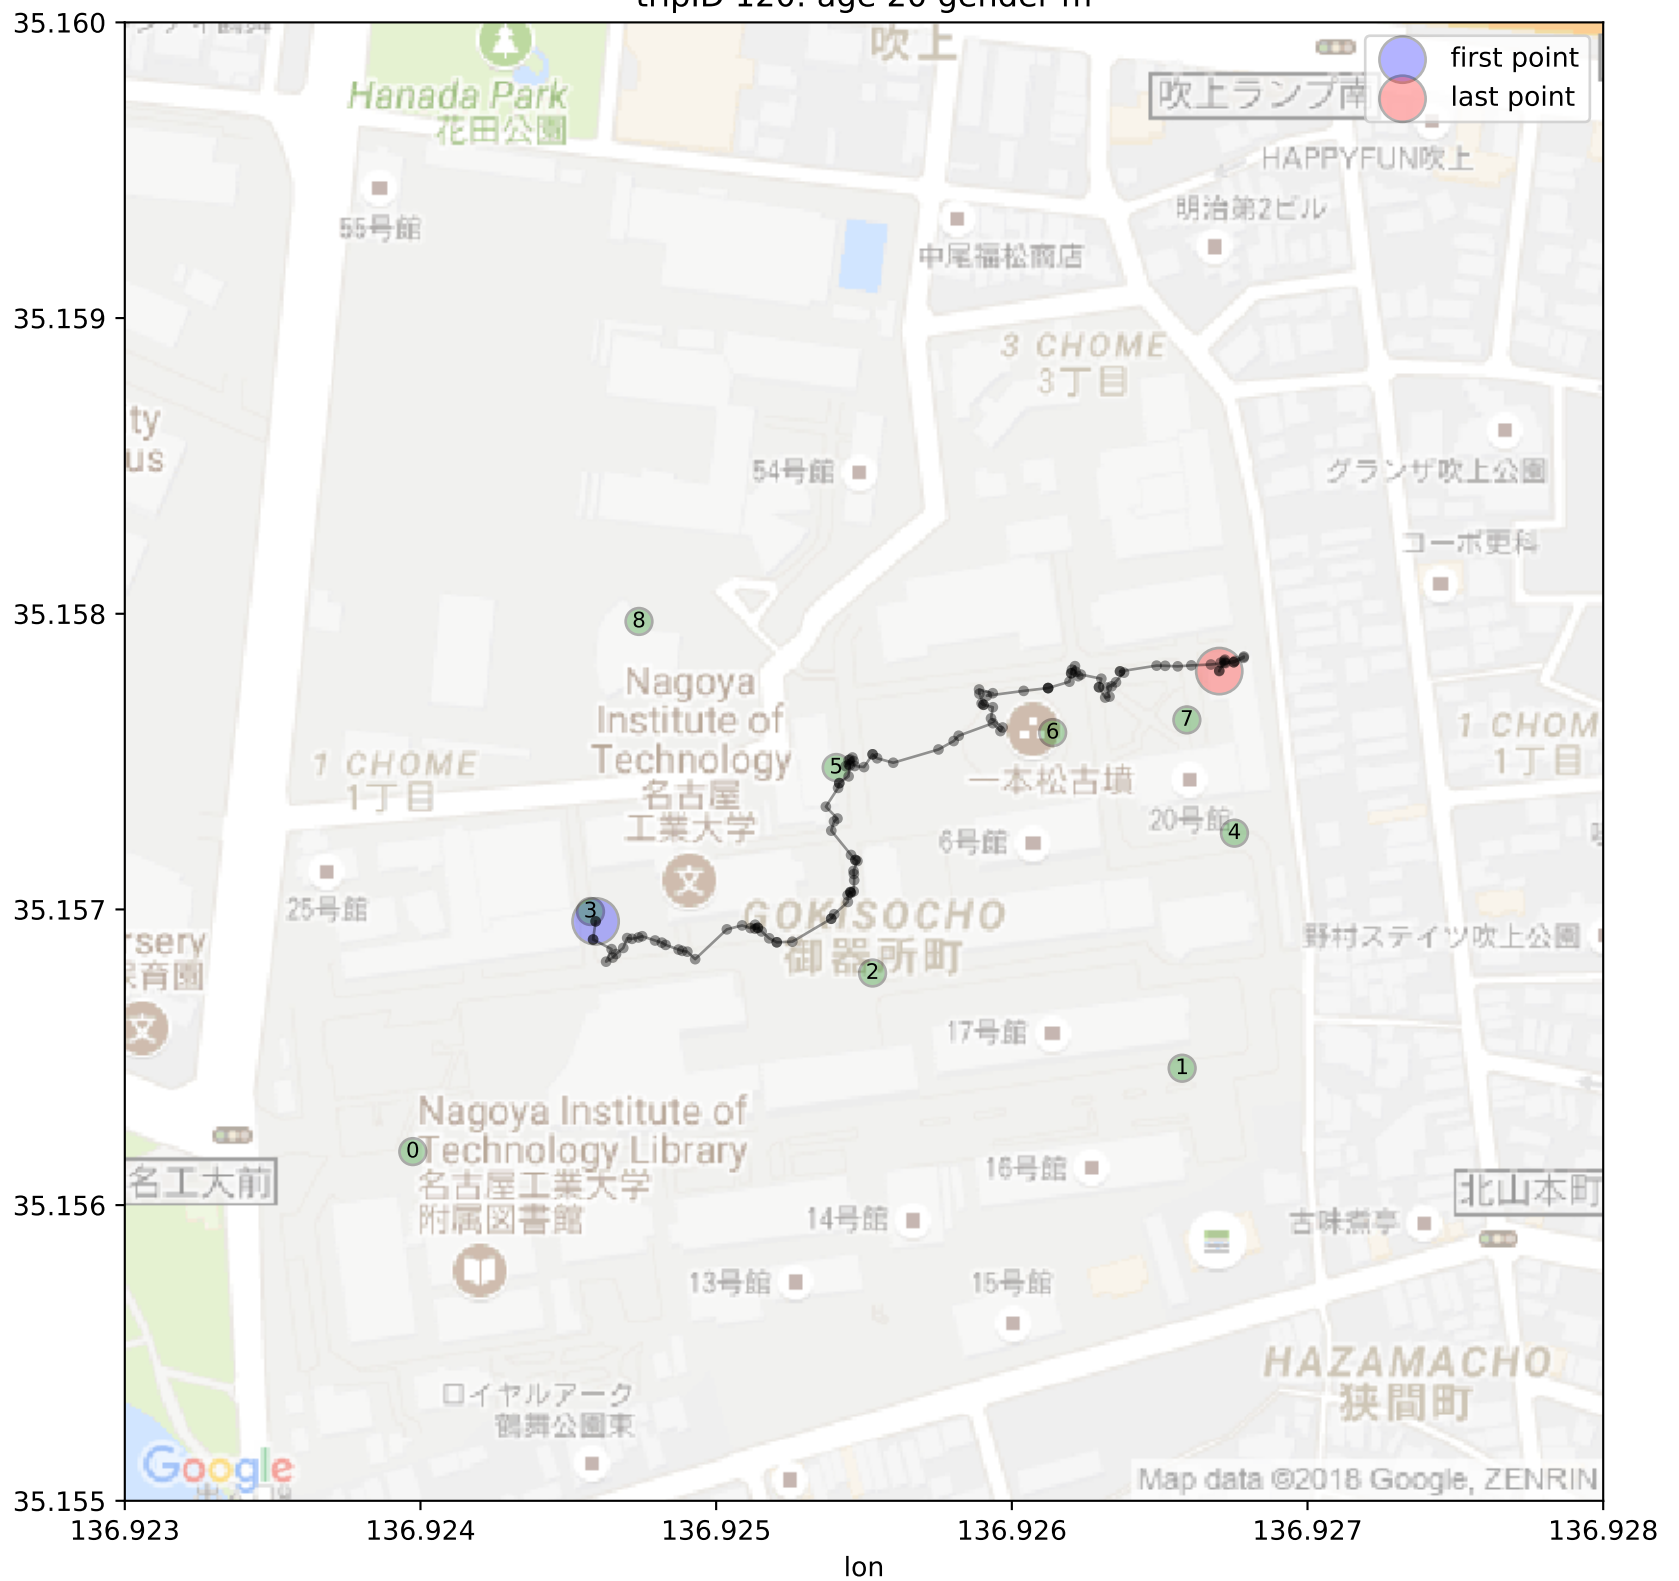 35.160
first point
last point
吹上
吹上ランプ南
Hanada Park
花田公園
HAPPYFUN吹上
明治第2ビル
55号館
中尾福松商店
35.159
3 CHOME
3丁目
ty
us
54号館
グランザ吹上公園
コーポ更科
35.158
8
Nagoya
Institute of
Technology
名古屋
工業大学
7
6
5
一本松古墳
1 CHOME
1丁目
1 CHOM
1丁目
20号館
4
6号館
25号館
35.157
3
GOKISOCHO
御器所町
2
野村ステイツ吹上公園
rsery
保育園
17号館
1
Nagoya Institute of
Technology Library
名古屋工業大学
附属図書館
0
名工大前
16号館
北山本町
35.156
14号館
古味煮亭
13号館
15号館
HAZAMACHO
狭間町
ロイヤルアーク
鶴舞公園東
Google
Map data ©2018 Google, ZENRIN
35.155
136.923
136.924
136.925
136.926
136.927
136.928
lon